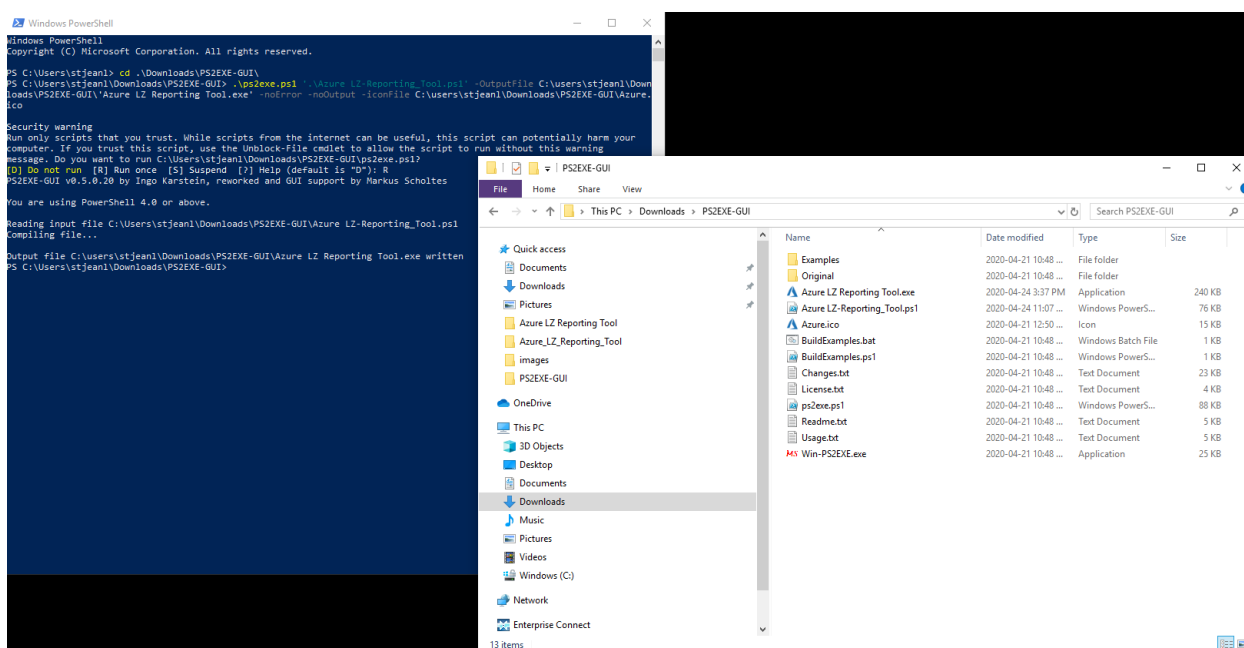 Windows PowerShell
Windows PowerShell
Copyright (C) Microsoft Corporation. All rights reserved.
PS C:\Users\stjeanl> cd .\Downloads\PS2EXE-GUI\
PS C:\Users\stjeanl\Downloads\PS2EXE-GUI> .\ps2exe.ps1 '.\Azure LZ-Reporting_Tool.ps1' -OutputFile C:\users\stjeanl\Down
loads\PS2EXE-GUI\'Azure LZ Reporting Tool.exe' -noError -noOutput -iconFile C:\users\stjeanl\Downloads\PS2EXE-GUI\Azure.
ico
Security warning
Run only scripts that you trust. While scripts from the internet can be useful, this script can potentially harm your
computer. If you trust this script, use the Unblock-File cmdlet to allow the script to run without this warning
message. Do you want to run C:\Users\stjeanl\Downloads\PS2EXE-GUI\ps2exe.ps1?
[D] Do not run [R] Run once [S] Suspend [?] Help (default is "D"): R
PS2EXE-GUI v0.5.0.20 by Ingo Karstein, reworked and GUI support by Markus Scholtes
You are using PowerShell 4.0 or above.
Reading input file C:\Users\stjeanl\Downloads\PS2EXE-GUI\Azure LZ-Reporting_Tool.ps1
Compiling file...
Output file C:\users\stjeanl\Downloads\PS2EXE-GUI\Azure LZ Reporting Tool.exe written
PS C:\Users\stjeanl\Downloads\PS2EXE-GUI>
PS2EXE-GUI
File Home Share View
This PC > Downloads > PS2EXE-GUI
Search PS2EXE-GUI
Quick access
Documents
Downloads
Pictures
Azure LZ Reporting Tool
Azure_LZ_Reporting_Tool
images
PS2EXE-GUI
OneDrive
This PC
3D Objects
Desktop
Documents
Downloads
Music
Pictures
Videos
Windows (C:)
Network
Enterprise Connect
Name Date modified Type Size
Examples 2020-04-21 10:48 ... File folder
Original 2020-04-21 10:48 ... File folder
Azure LZ Reporting Tool.exe 2020-04-24 3:37 PM Application 240 KB
Azure LZ-Reporting_Tool.ps1 2020-04-24 11:07 ... Windows PowerS... 76 KB
Azure.ico 2020-04-21 12:50 ... Icon 15 KB
BuildExamples.bat 2020-04-21 10:48 ... Windows Batch File 1 KB
BuildExamples.ps1 2020-04-21 10:48 ... Windows PowerS... 1 KB
Changes.txt 2020-04-21 10:48 ... Text Document 23 KB
License.txt 2020-04-21 10:48 ... Text Document 4 KB
ps2exe.ps1 2020-04-21 10:48 ... Windows PowerS... 88 KB
Readme.txt 2020-04-21 10:48 ... Text Document 5 KB
Usage.txt 2020-04-21 10:48 ... Text Document 5 KB
MS Win-PS2EXE.exe 2020-04-21 10:48 ... Application 25 KB
13 items